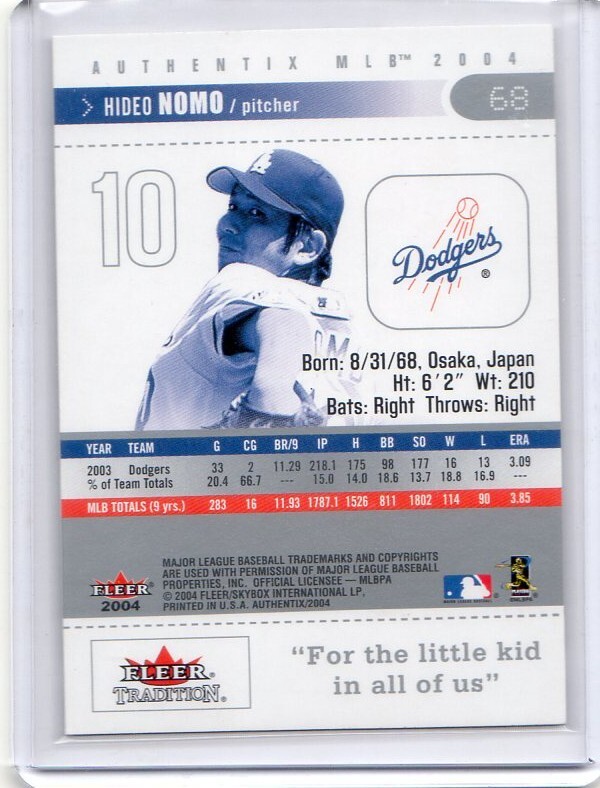 AUTHENTIX MLB™ 2004
> HIDEO NOMO / pitcher 68
10
LA
Dodgers ®
Born: 8/31/68, Osaka, Japan
Ht: 6'2" Wt: 210
Bats: Right Throws: Right
YEAR TEAM G CG BR/9 IP H BB SO W L ERA
2003 Dodgers 33 2 11.29 218.1 175 98 177 16 13 3.09
% of Team Totals 20.4 66.7 --- 15.0 14.0 18.6 13.7 18.8 16.9 ---
MLB TOTALS (9 yrs.) 283 16 11.93 1787.1 1526 811 1802 114 90 3.85
FLEER
2004
MAJOR LEAGUE BASEBALL TRADEMARKS AND COPYRIGHTS
ARE USED WITH PERMISSION OF MAJOR LEAGUE BASEBALL
PROPERTIES, INC. OFFICIAL LICENSEE — MLBPA
© 2004 FLEER/SKYBOX INTERNATIONAL LP.
PRINTED IN U.S.A. AUTHENTIX/2004
MAJOR LEAGUE BASEBALL
PLAYERS
CHOICE
FLEER
TRADITION®
"For the little kid
in all of us"